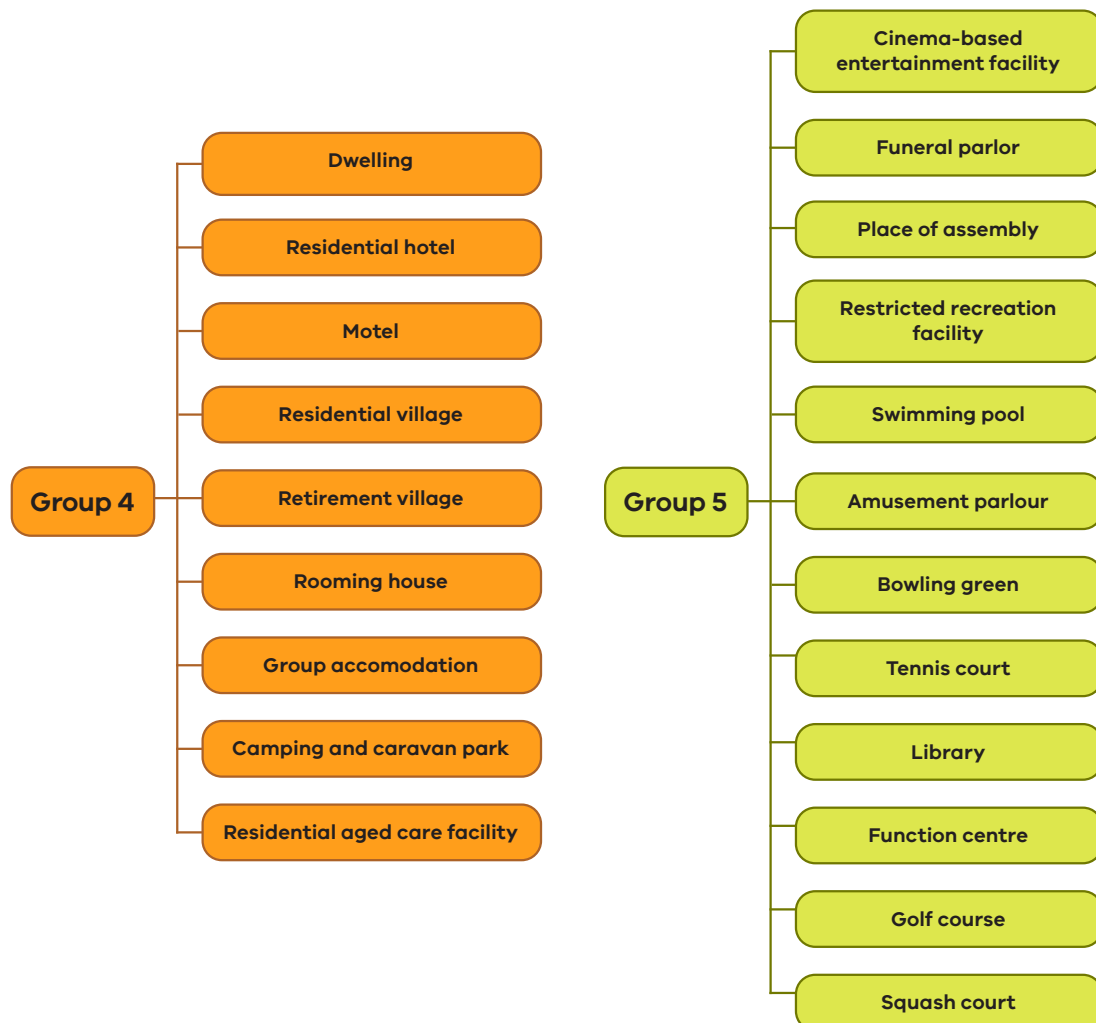 Group 4
Dwelling
Residential hotel
Motel
Residential village
Retirement village
Rooming house
Group accomodation
Camping and caravan park
Residential aged care facility
Group 5
Cinema-based
entertainment facility
Funeral parlor
Place of assembly
Restricted recreation
facility
Swimming pool
Amusement parlour
Bowling green
Tennis court
Library
Function centre
Golf course
Squash court